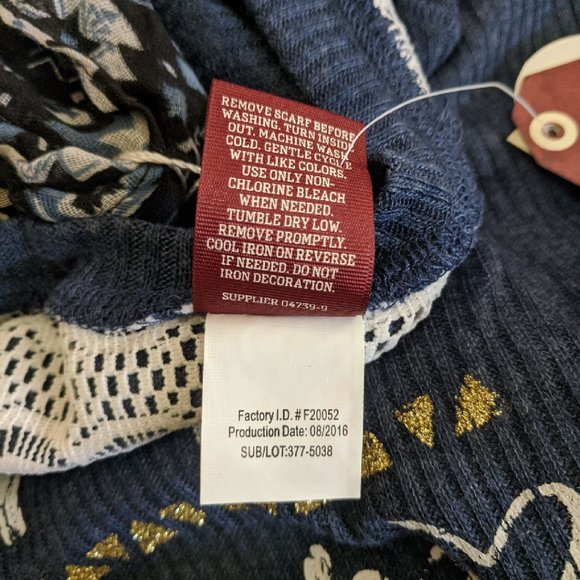 REMOVE SCARF BEFORE
WASHING. TURN INSIDE
OUT. MACHINE WASH
COLD. GENTLE CYCLE
WITH LIKE COLORS.
USE ONLY NON-
CHLORINE BLEACH
WHEN NEEDED.
TUMBLE DRY LOW.
REMOVE PROMPTLY.
COOL IRON ON REVERSE
IF NEEDED. DO NOT
IRON DECORATION.
SUPPLIER 04739-9
Factory I.D. # F20052
Production Date: 08/2016
SUB/LOT:377-5038